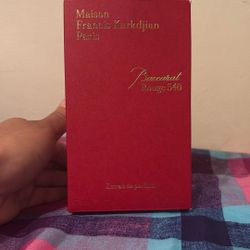 Maison
Francis Kurkdjian
Paris
Baccarat
Rouge 540
Extrait de parfum